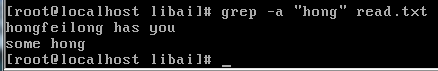 [root@localhost libai]# grep -a "hong" read.txt
hongfeilong has you
some hong
[root@localhost libai]# _